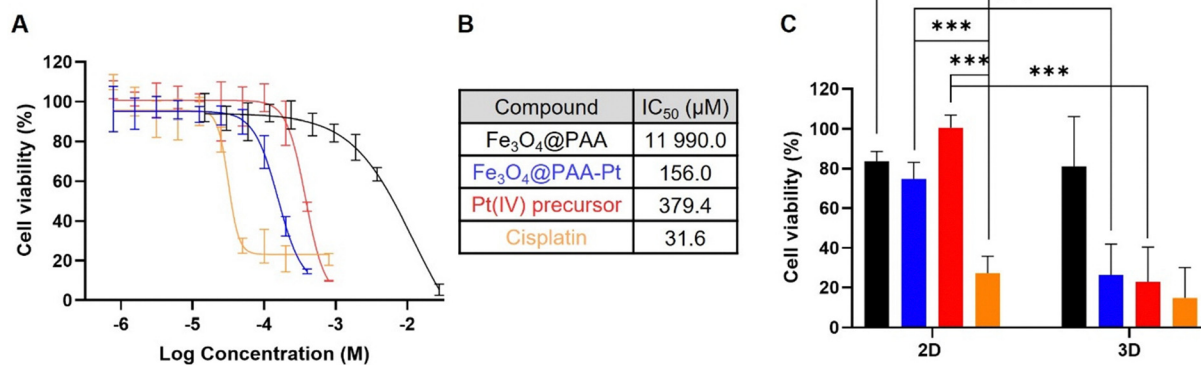 A
120
100
80
60
40
20
0
Cell viability (%)
-6 -5 -4 -3 -2
Log Concentration (M)
B
Compound IC₅₀ (µM)
Fe₃O₄@PAA 11 990.0
Fe₃O₄@PAA-Pt 156.0
Pt(IV) precursor 379.4
Cisplatin 31.6
C
***
***
***
120
100
80
60
40
20
0
Cell viability (%)
2D 3D